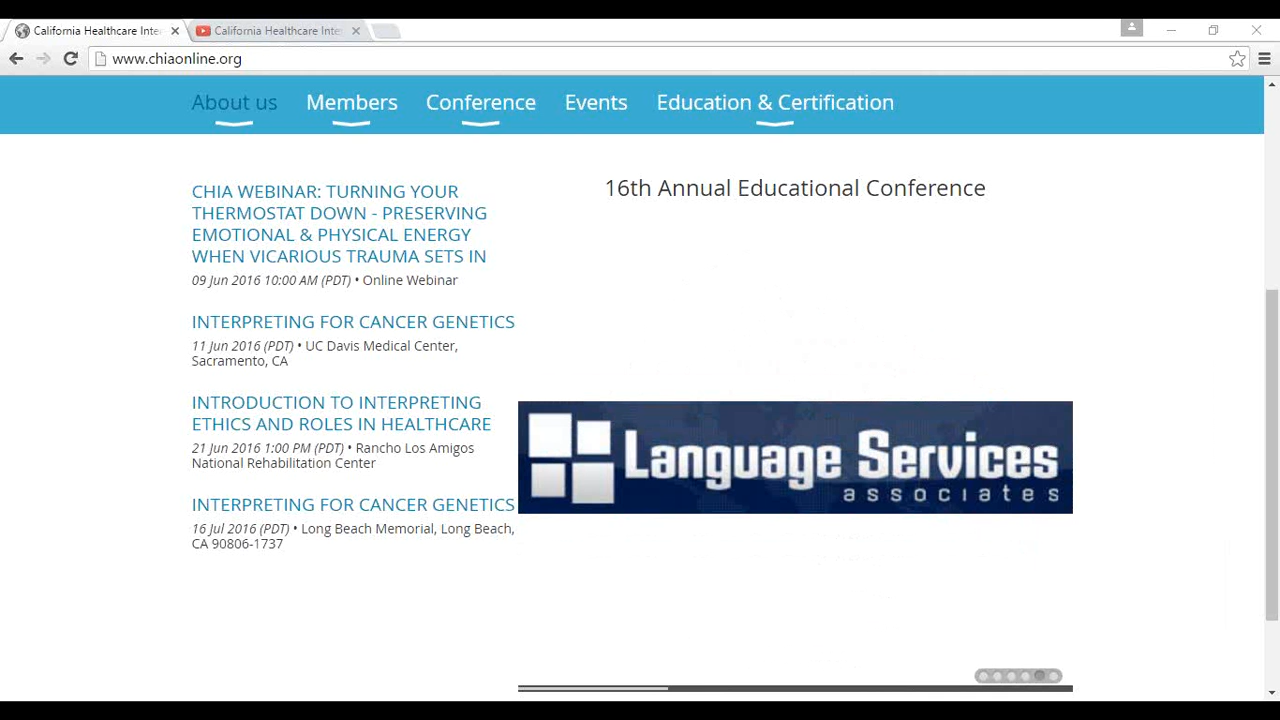 California Healthcare Inte
California Healthcare Inte
www.chiaonline.org
About us Members Conference Events Education & Certification
CHIA WEBINAR: TURNING YOUR
THERMOSTAT DOWN - PRESERVING
EMOTIONAL & PHYSICAL ENERGY
WHEN VICARIOUS TRAUMA SETS IN
09 Jun 2016 10:00 AM (PDT) • Online Webinar
INTERPRETING FOR CANCER GENETICS
11 Jun 2016 (PDT) • UC Davis Medical Center,
Sacramento, CA
INTRODUCTION TO INTERPRETING
ETHICS AND ROLES IN HEALTHCARE
21 Jun 2016 1:00 PM (PDT) • Rancho Los Amigos
National Rehabilitation Center
INTERPRETING FOR CANCER GENETICS
16 Jul 2016 (PDT) • Long Beach Memorial, Long Beach,
CA 90806-1737
16th Annual Educational Conference
Language Services
associates